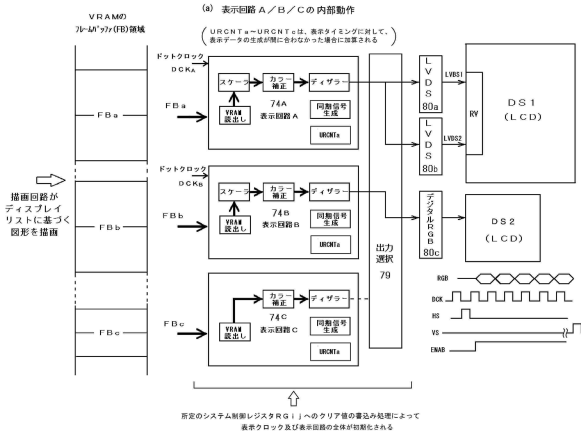 (a) 表示回路A/B/Cの内部動作
URCNTa~URCNTcは、表示タイミングに対して、
表示データの生成が間に合わなかった場合に加算される
VRAMの
フレームバッファ(FB)領域
FBa
FBb
FBc
描画回路が
ディスプレイ
リストに基づく
図形を描画
ドットクロック
DCKA
FBa
スケーラ
カラー
補正
ディザラー
VRAM
読出し
74A
表示回路A
同期信号
生成
URCNTa
ドットクロック
DCKB
FBb
スケーラ
カラー
補正
ディザラー
VRAM
読出し
74B
表示回路B
同期信号
生成
URCNTa
FBc
カラー
補正
ディザラー
VRAM
読出し
74C
表示回路C
同期信号
生成
URCNTa
出力
選択
79
LVDS
80a
LVDS
80b
デジタルRGB
80c
LVBS1
LVDS2
RV
DS1
(LCD)
DS2
(LCD)
RGB
DCK
HS
VS
ENAB
所定のシステム制御レジスタRGijへのクリア値の書込み処理によって
表示クロック及び表示回路の全体が初期化される